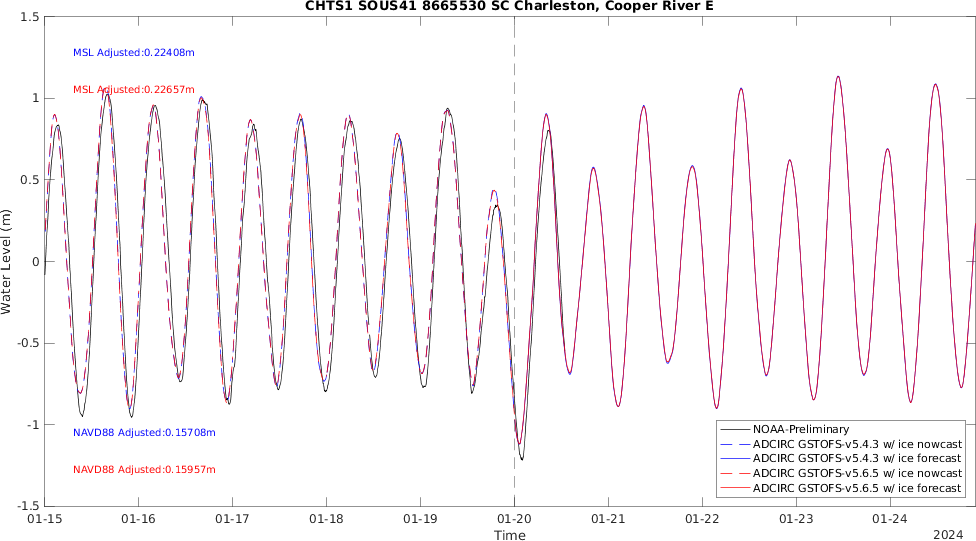 CHTS1 SOUS41 8665530 SC Charleston, Cooper River E
1.5
1
0.5
0
-0.5
-1
-1.5
Water Level (m)
MSL Adjusted:0.22408m
MSL Adjusted:0.22657m
NAVD88 Adjusted:0.15708m
NAVD88 Adjusted:0.15957m
NOAA-Preliminary
ADCIRC GSTOFS-v5.4.3 w/ ice nowcast
ADCIRC GSTOFS-v5.4.3 w/ ice forecast
ADCIRC GSTOFS-v5.6.5 w/ ice nowcast
ADCIRC GSTOFS-v5.6.5 w/ ice forecast
01-15 01-16 01-17 01-18 01-19 01-20 01-21 01-22 01-23 01-24
Time
2024